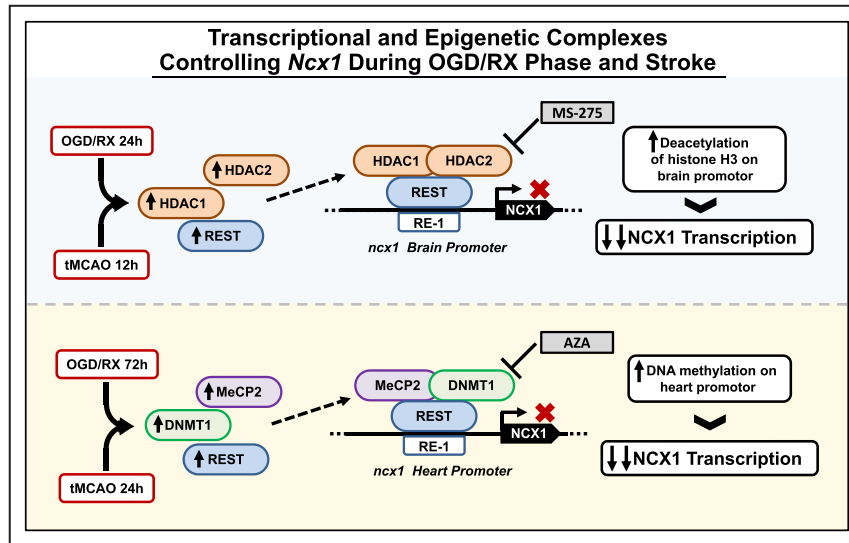 Transcriptional and Epigenetic Complexes
Controlling Ncx1 During OGD/RX Phase and Stroke
OGD/RX 24h
HDAC2
HDAC1
REST
tMCAO 12h
MS-275
HDAC1
HDAC2
REST
RE-1
NCX1
ncx1 Brain Promoter
Deacetylation
of histone H3 on
brain promotor
NCX1 Transcription
OGD/RX 72h
MeCP2
DNMT1
REST
tMCAO 24h
AZA
MeCP2
DNMT1
REST
RE-1
NCX1
ncx1 Heart Promoter
DNA methylation on
heart promotor
NCX1 Transcription